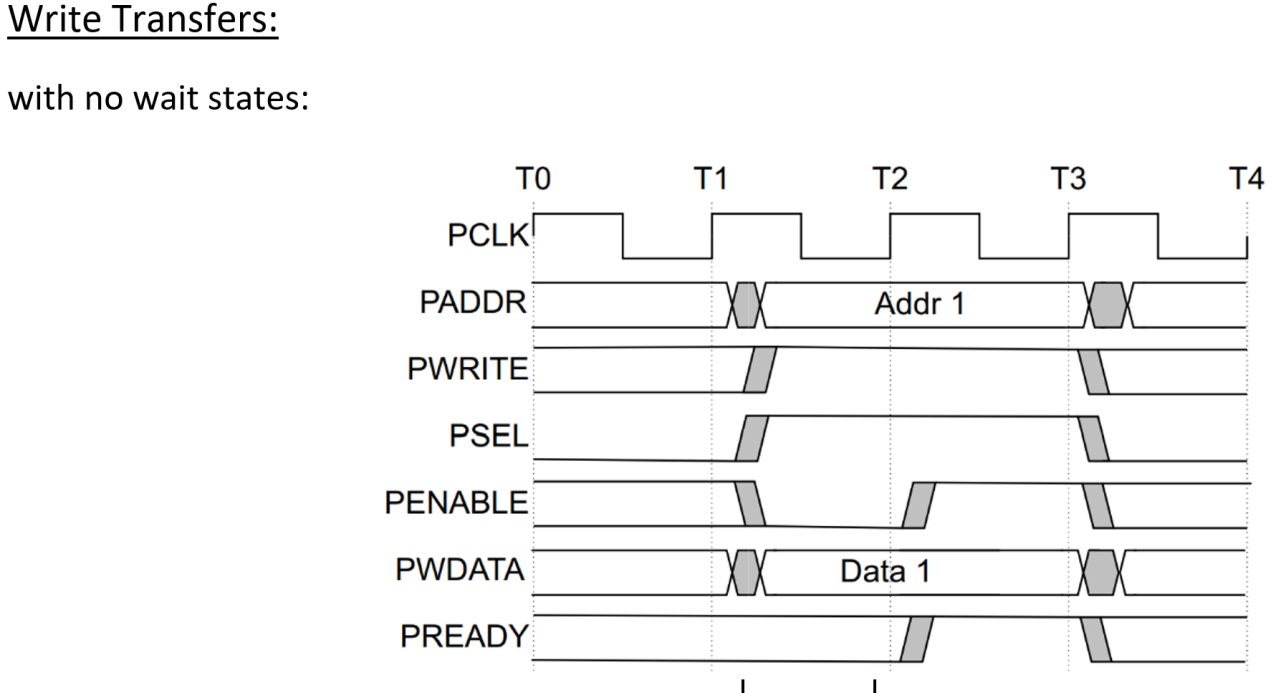 Write Transfers:
with no wait states:
T0 T1 T2 T3 T4
PCLK
PADDR Addr 1
PWRITE
PSEL
PENABLE
PWDATA Data 1
PREADY